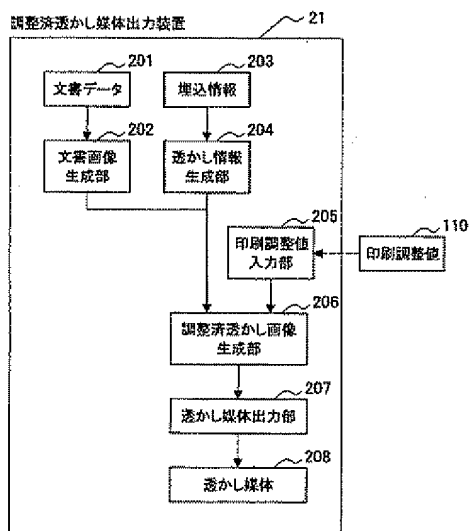 調整済透かし媒体出力装置
21
201
203
文書データ
埋込情報
202
204
文書画像
生成部
透かし情報
生成部
205
110
印刷調整値
入力部
印刷調整値
206
調整済透かし画像
生成部
207
透かし媒体出力部
208
透かし媒体